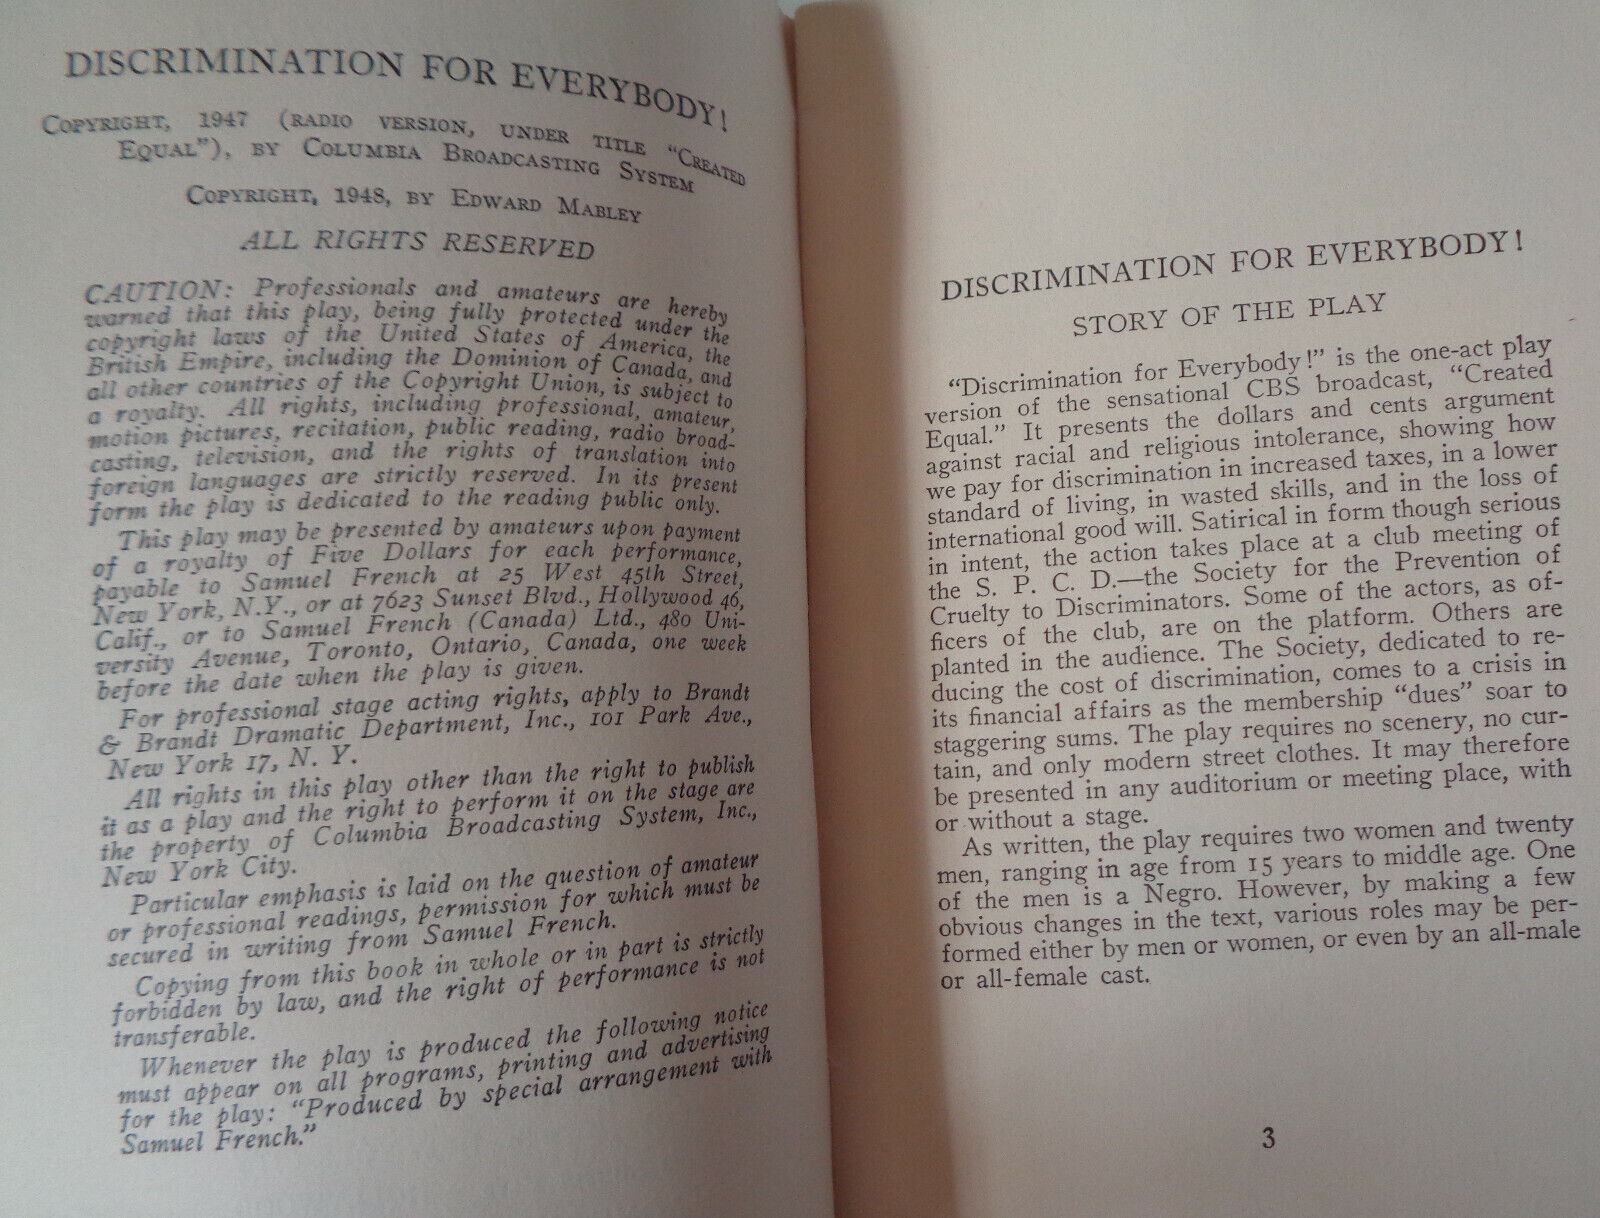 DISCRIMINATION FOR EVERYBODY!
COPYRIGHT, 1947 (RADIO VERSION, UNDER TITLE "CREATED
EQUAL"), BY COLUMBIA BROADCASTING SYSTEM
COPYRIGHT, 1948, BY EDWARD MABLEY
ALL RIGHTS RESERVED
CAUTION: Professionals and amateurs are hereby
warned that this play, being fully protected under the
copyright laws of the United States of America, the
British Empire, including the Dominion of Canada, and
all other countries of the Copyright Union, is subject to
a royalty. All rights, including professional, amateur,
motion pictures, recitation, public reading, radio broad-
casting, television, and the rights of translation into
foreign languages are strictly reserved. In its present
form the play is dedicated to the reading public only.
This play may be presented by amateurs upon payment
of a royalty of Five Dollars for each performance,
payable to Samuel French at 25 West 45th Street,
New York, N.Y., or at 7623 Sunset Blvd., Hollywood 46,
Calif., or to Samuel French (Canada) Ltd., 480 Uni-
versity Avenue, Toronto, Ontario, Canada, one week
before the date when the play is given.
For professional stage acting rights, apply to Brandt
& Brandt Dramatic Department, Inc., 101 Park Ave.,
New York 17, N. Y.
All rights in this play other than the right to publish
it as a play and the right to perform it on the stage are
the property of Columbia Broadcasting System, Inc.,
New York City.
Particular emphasis is laid on the question of amateur
or professional readings, permission for which must be
secured in writing from Samuel French.
Copying from this book in whole or in part is strictly
forbidden by law, and the right of performance is not
transferable.
Whenever the play is produced the following notice
must appear on all programs, printing and advertising
for the play: "Produced by special arrangement with
Samuel French."
DISCRIMINATION FOR EVERYBODY!
STORY OF THE PLAY
"Discrimination for Everybody!" is the one-act play
version of the sensational CBS broadcast, "Created
Equal." It presents the dollars and cents argument
against racial and religious intolerance, showing how
we pay for discrimination in increased taxes, in a lower
standard of living, in wasted skills, and in the loss of
international good will. Satirical in form though serious
in intent, the action takes place at a club meeting of
the S. P. C. D.—the Society for the Prevention of
Cruelty to Discriminators. Some of the actors, as of-
ficers of the club, are on the platform. Others are
planted in the audience. The Society, dedicated to re-
ducing the cost of discrimination, comes to a crisis in
its financial affairs as the membership "dues" soar to
staggering sums. The play requires no scenery, no cur-
tain, and only modern street clothes. It may therefore
be presented in any auditorium or meeting place, with
or without a stage.
As written, the play requires two women and twenty
men, ranging in age from 15 years to middle age. One
of the men is a Negro. However, by making a few
obvious changes in the text, various roles may be per-
formed either by men or women, or even by an all-male
or all-female cast.
3